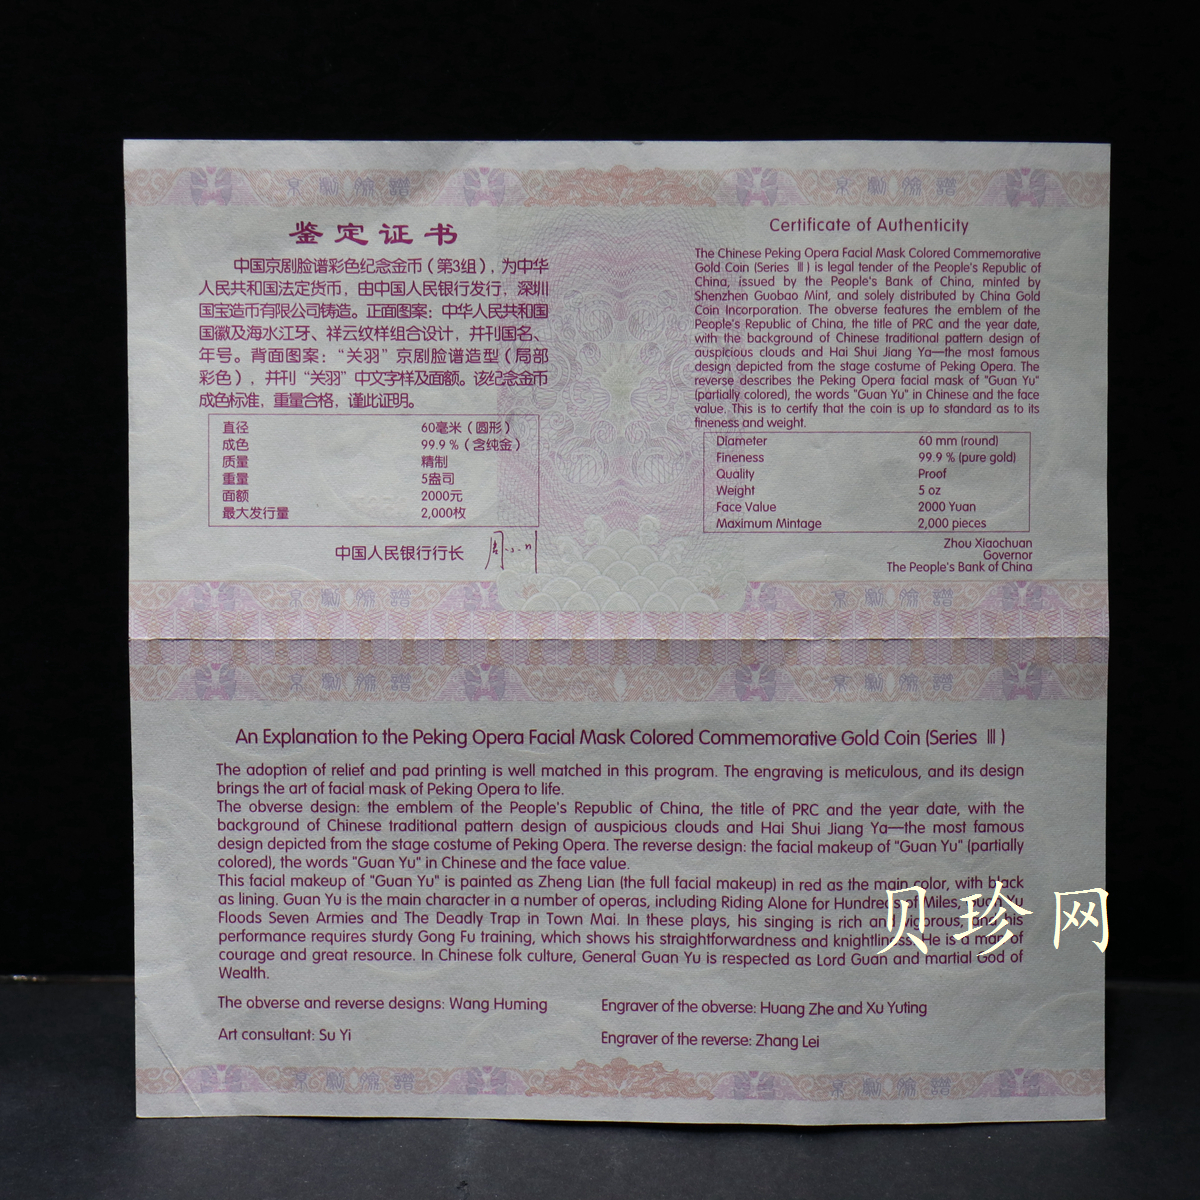 鉴定证书
中国京剧脸谱彩色纪念金币（第3组），为中华
人民共和国法定货币，由中国人民银行发行，深圳
国宝造币有限公司铸造。正面图案：中华人民共和国
国徽及海水江牙、祥云纹样组合设计，并刊国名、
年号。背面图案：“关羽”京剧脸谱造型（局部
彩色），并刊“关羽”中文字样及面额。该纪念金币
成色标准，重量合格，谨此证明。
直径 60毫米（圆形）
成色 99.9 %（含纯金）
质量 精制
重量 5盎司
面额 2000元
最大发行量 2,000枚
中国人民银行行长
Certificate of Authenticity
The Chinese Peking Opera Facial Mask Colored Commemorative
Gold Coin (Series Ⅲ) is legal tender of the People's Republic of
China, issued by the People's Bank of China, minted by
Shenzhen Guobao Mint, and solely distributed by China Gold
Coin Incorporation. The obverse features the emblem of the
People's Republic of China, the title of PRC and the year date,
with the background of Chinese traditional pattern design of
auspicious clouds and Hai Shui Jiang Ya—the most famous
design depicted from the stage costume of Peking Opera. The
reverse describes the Peking Opera facial mask of "Guan Yu"
(partially colored), the words "Guan Yu" in Chinese and the face
value. This is to certify that the coin is up to standard as to its
fineness and weight.
Diameter 60 mm (round)
Fineness 99.9 % (pure gold)
Quality Proof
Weight 5 oz
Face Value 2000 Yuan
Maximum Mintage 2,000 pieces
Zhou Xiaochuan
Governor
The People's Bank of China
An Explanation to the Peking Opera Facial Mask Colored Commemorative Gold Coin (Series Ⅲ)
The adoption of relief and pad printing is well matched in this program. The engraving is meticulous, and its design
brings the art of facial mask of Peking Opera to life.
The obverse design: the emblem of the People's Republic of China, the title of PRC and the year date, with the
background of Chinese traditional pattern design of auspicious clouds and Hai Shui Jiang Ya—the most famous
design depicted from the stage costume of Peking Opera. The reverse design: the facial makeup of "Guan Yu" (partially
colored), the words "Guan Yu" in Chinese and the face value.
This facial makeup of "Guan Yu" is painted as Zheng Lian (the full facial makeup) in red as the main color, with black
as lining. Guan Yu is the main character in a number of operas, including Riding Alone for Hundreds of Miles, Guan Yu
Floods Seven Armies and The Deadly Trap in Town Mai. In these plays, his singing is rich and vigorous, and his
performance requires sturdy Gong Fu training, which shows his straightforwardness and knightliness. He is a man of
courage and great resource. In Chinese folk culture, General Guan Yu is respected as Lord Guan and martial God of
Wealth.
The obverse and reverse designs: Wang Huming
Engraver of the obverse: Huang Zhe and Xu Yuting
Art consultant: Su Yi
Engraver of the reverse: Zhang Lei
贝珍网